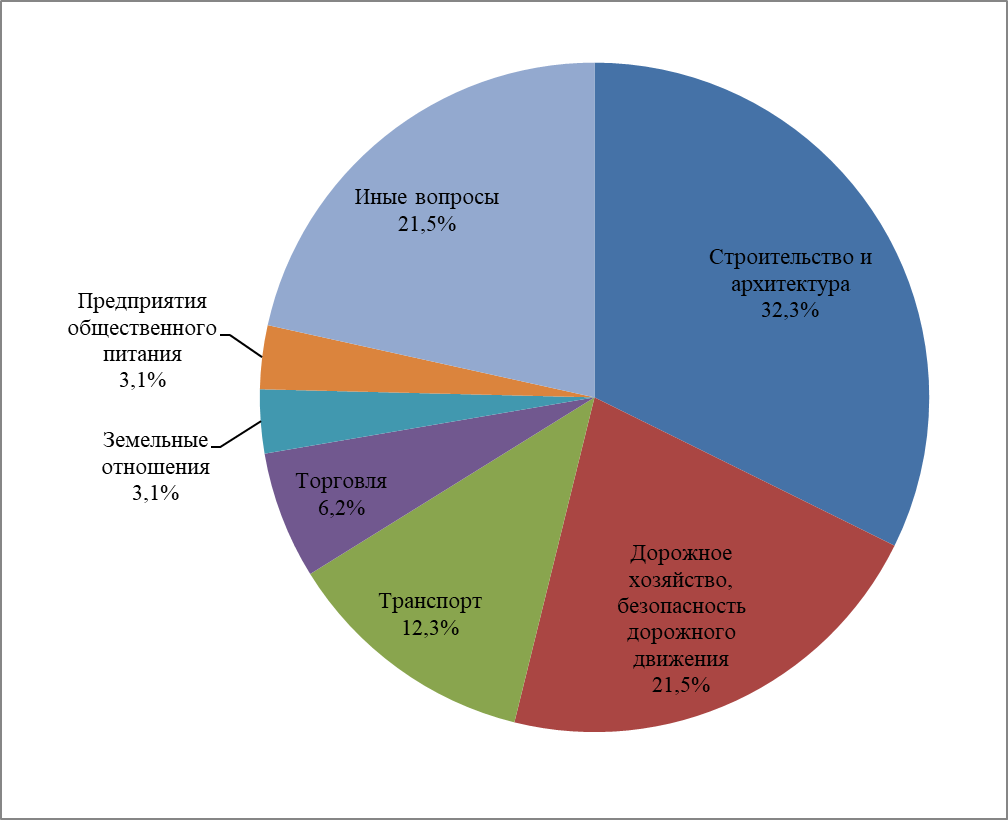 Иные вопросы
21,5%
Строительство и
архитектура
32,3%
Предприятия
общественного
питания
3,1%
Земельные
отношения
3,1%
Торговля
6,2%
Транспорт
12,3%
Дорожное
хозяйство,
безопасность
дорожного
движения
21,5%